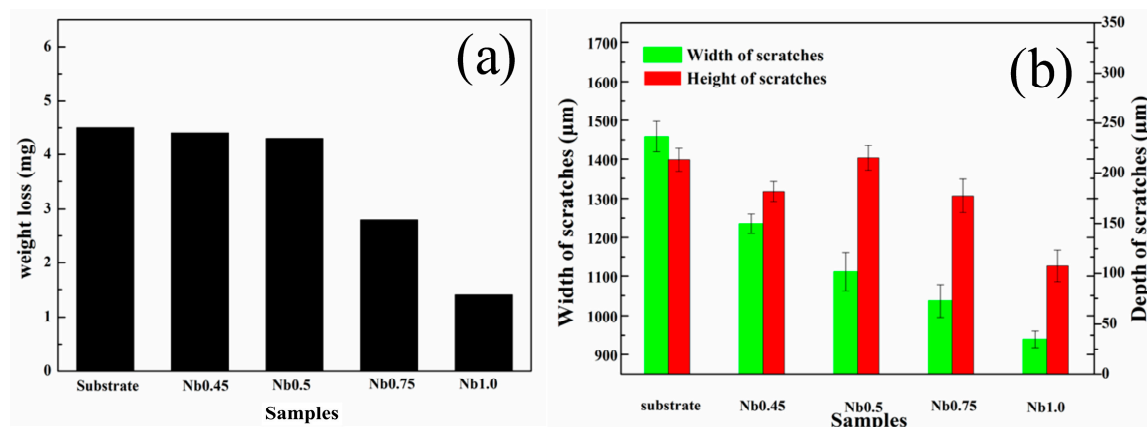 (a)
6
5
4
3
2
1
0
weight loss (mg)
Substrate Nb0.45 Nb0.5 Nb0.75 Nb1.0
Samples
(b)
Width of scratches
Height of scratches
1700
1600
1500
1400
1300
1200
1100
1000
900
Width of scratches (μm)
350
300
250
200
150
100
50
0
Depth of scratches (μm)
substrate Nb0.45 Nb0.5 Nb0.75 Nb1.0
Samples